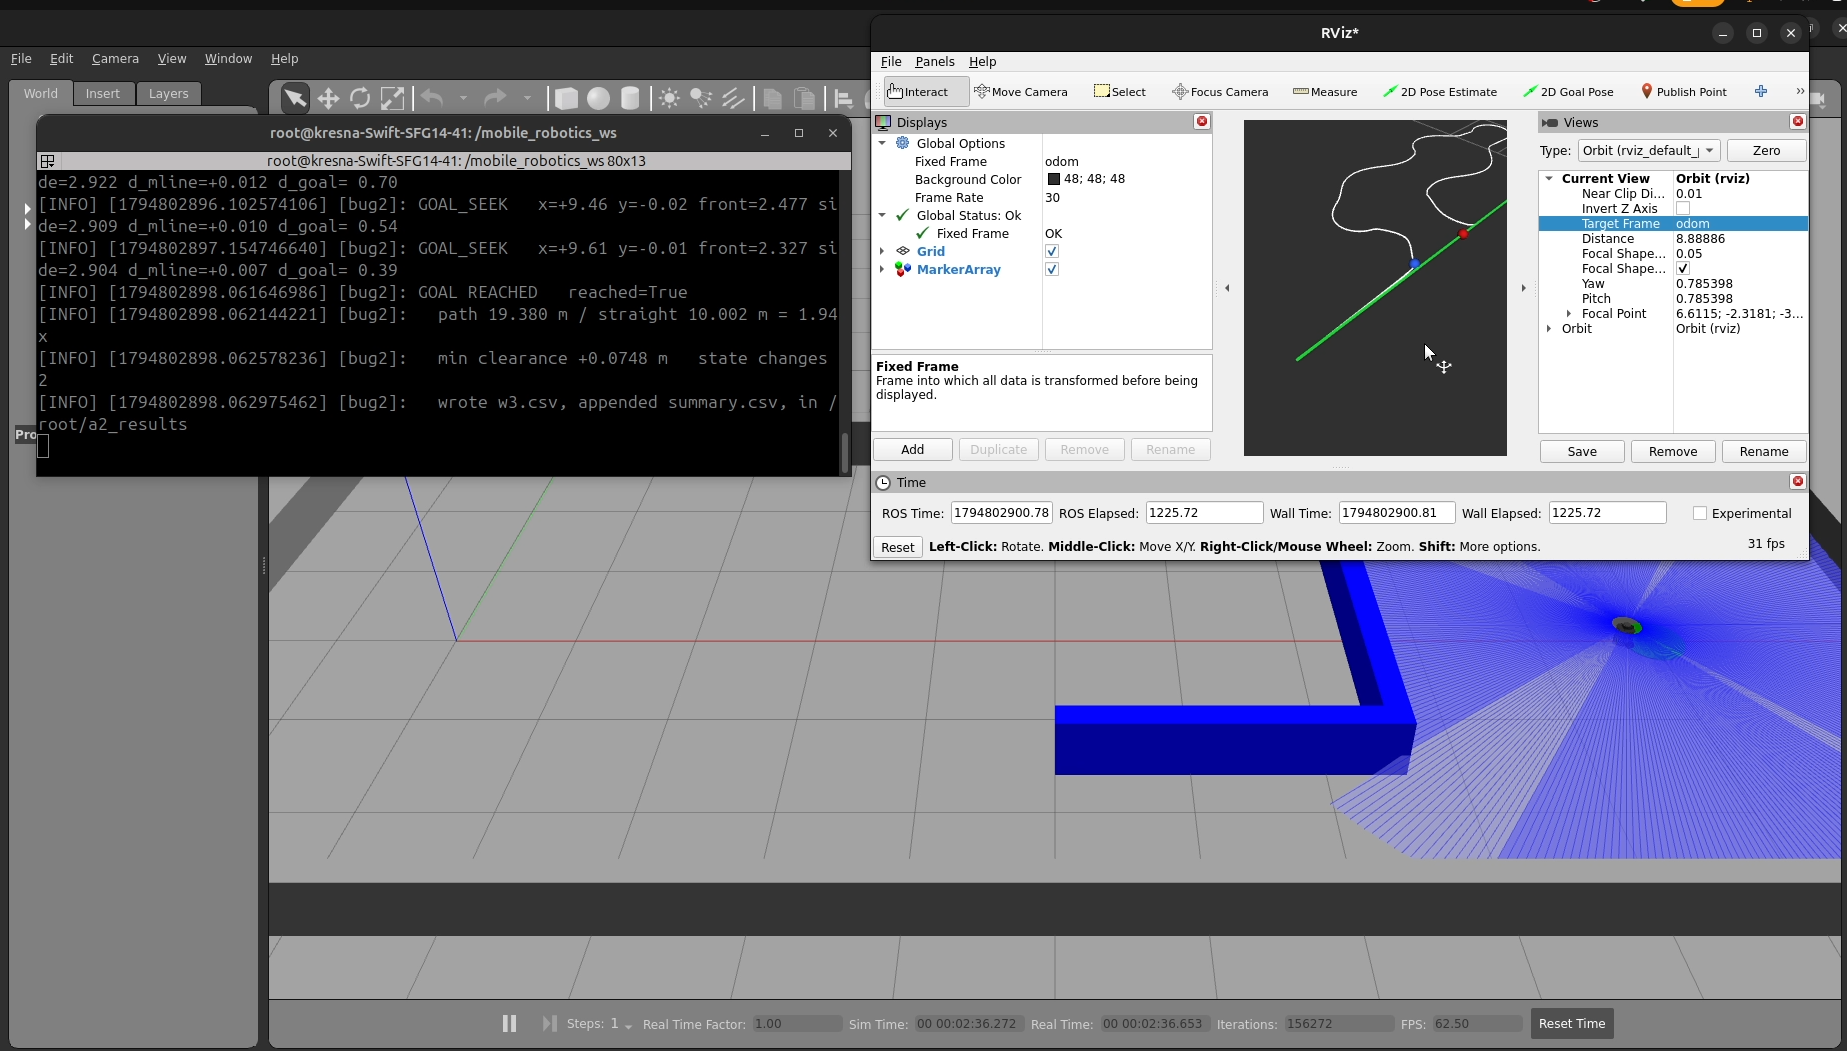 File Edit Camera View Window Help
World Insert Layers
root@kresna-Swift-SFG14-41: /mobile_robotics_ws
root@kresna-Swift-SFG14-41: /mobile_robotics_ws 80x13
de=2.922 d_mline=+0.012 d_goal= 0.70
[INFO] [1794802896.102574106] [bug2]: GOAL_SEEK   x=+9.46 y=-0.02 front=2.477 si
de=2.909 d_mline=+0.010 d_goal= 0.54
[INFO] [1794802897.154746640] [bug2]: GOAL_SEEK   x=+9.61 y=-0.01 front=2.327 si
de=2.904 d_mline=+0.007 d_goal= 0.39
[INFO] [1794802898.061646986] [bug2]: GOAL REACHED   reached=True
[INFO] [1794802898.062144221] [bug2]:   path 19.380 m / straight 10.002 m = 1.94
x
[INFO] [1794802898.062578236] [bug2]:   min clearance +0.0748 m   state changes
2
[INFO] [1794802898.062975462] [bug2]:   wrote w3.csv, appended summary.csv, in /
root/a2_results
Pro
RViz*
File Panels Help
Interact Move Camera Select Focus Camera Measure 2D Pose Estimate 2D Goal Pose Publish Point »
Displays
Global Options
Fixed Frame odom
Background Color 48; 48; 48
Frame Rate 30
Global Status: Ok
Fixed Frame OK
Grid
MarkerArray
Fixed Frame
Frame into which all data is transformed before being
displayed.
Add Duplicate Remove Rename
Views
Type: Orbit (rviz_default_ Zero
Current View Orbit (rviz)
Near Clip Di... 0.01
Invert Z Axis
Target Frame odom
Distance 8.88886
Focal Shape... 0.05
Focal Shape...
Yaw 0.785398
Pitch 0.785398
Focal Point 6.6115; -2.3181; -3...
Orbit Orbit (rviz)
Save Remove Rename
Time
ROS Time: 1794802900.78 ROS Elapsed: 1225.72 Wall Time: 1794802900.81 Wall Elapsed: 1225.72 Experimental
Reset Left-Click: Rotate. Middle-Click: Move X/Y. Right-Click/Mouse Wheel: Zoom. Shift: More options. 31 fps
Steps: 1 Real Time Factor: 1.00 Sim Time: 00 00:02:36.272 Real Time: 00 00:02:36.653 Iterations: 156272 FPS: 62.50 Reset Time